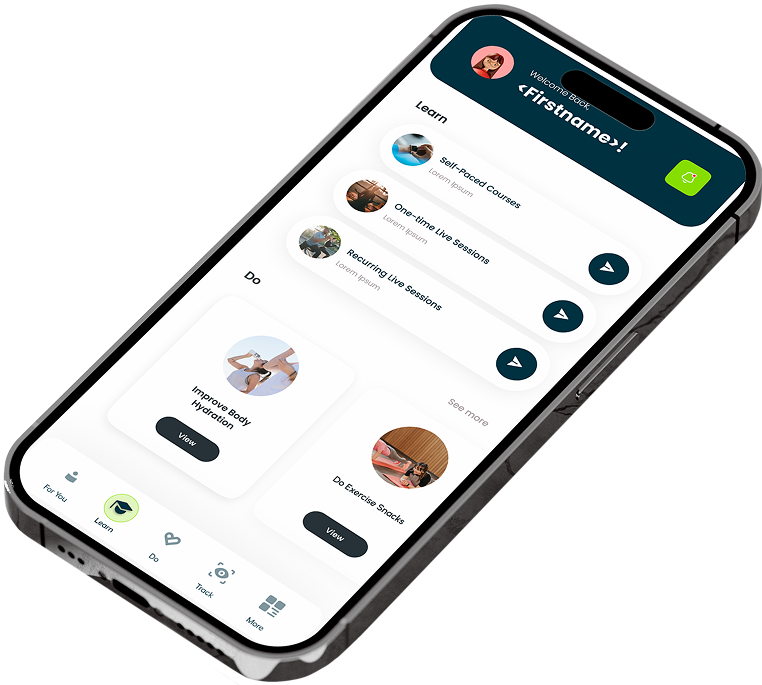 Welcome Back
<Firstname>!
Learn
Self-Paced Courses
Lorem Ipsum
One-time Live Sessions
Lorem Ipsum
Recurring Live Sessions
Lorem Ipsum
Do
See more
Improve Body
Hydration
View
Do Exercise Snacks
View
For You
Learn
Do
Track
More